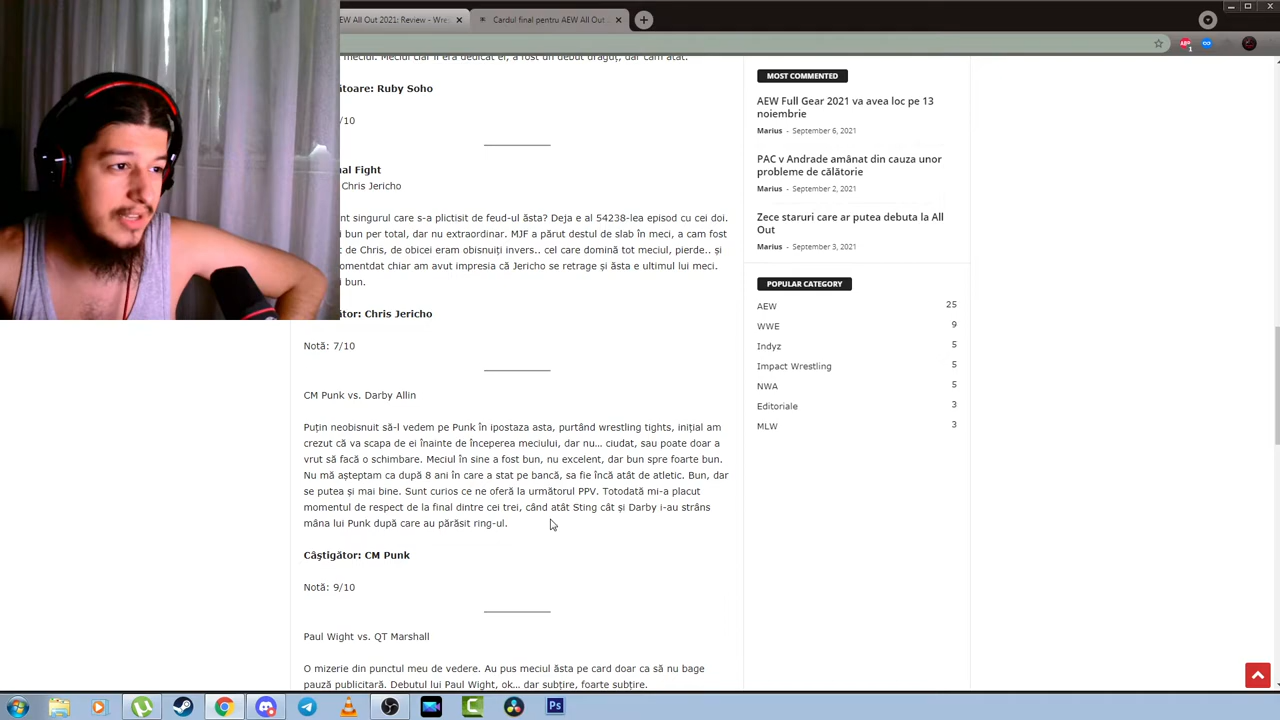 AEW All Out 2021: Review - Wre
Cardul final pentru AEW All Out
meciul. Meciul clar îi era dedicat ei, a fost un debut drăguț, dar cam atât.
Ruby Soho
/10
al Fight
Chris Jericho
nt singurul care s-a plictisit de feud-ul ăsta? Deja e al 54238-lea episod cu cei doi.
i bun per total, dar nu extraordinar. MJF a părut destul de slab în meci, a cam fost
t de Chris, de obicei eram obisnuiți invers.. cel care domină tot meciul, pierde.. și
omentdat chiar am avut impresia că Jericho se retrage și ăsta e ultimul lui meci.
i bun.
Chris Jericho
Notă: 7/10
CM Punk vs. Darby Allin
Puțin neobisnuit să-l vedem pe Punk în ipostaza asta, purtând wrestling tights, inițial am
crezut că va scapa de ei înainte de începerea meciului, dar nu… ciudat, sau poate doar a
vrut să facă o schimbare. Meciul în sine a fost bun, nu excelent, dar bun spre foarte bun.
Nu mă așteptam ca după 8 ani în care a stat pe bancă, sa fie încă atât de atletic. Bun, dar
se putea și mai bine. Sunt curios ce ne oferă la următorul PPV. Totodată mi-a placut
momentul de respect de la final dintre cei trei, când atât Sting cât și Darby i-au strâns
mâna lui Punk după care au părăsit ring-ul.
Câștigător: CM Punk
Notă: 9/10
Paul Wight vs. QT Marshall
O mizerie din punctul meu de vedere. Au pus meciul ăsta pe card doar ca să nu bage
pauză publicitară. Debutul lui Paul Wight, ok… dar subțire, foarte subțire.
MOST COMMENTED
AEW Full Gear 2021 va avea loc pe 13
noiembrie
Marius - September 6, 2021
PAC v Andrade amânat din cauza unor
probleme de călătorie
Marius - September 2, 2021
Zece staruri care ar putea debuta la All
Out
Marius - September 3, 2021
POPULAR CATEGORY
AEW 25
WWE 9
Indyz 5
Impact Wrestling 5
NWA 5
Editoriale 3
MLW 3